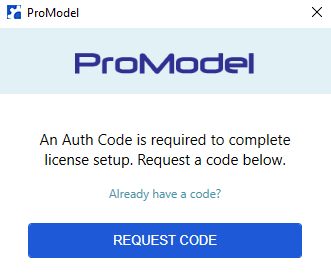 ProModel
ProModel
An Auth Code is required to complete
license setup. Request a code below.
Already have a code?
REQUEST CODE